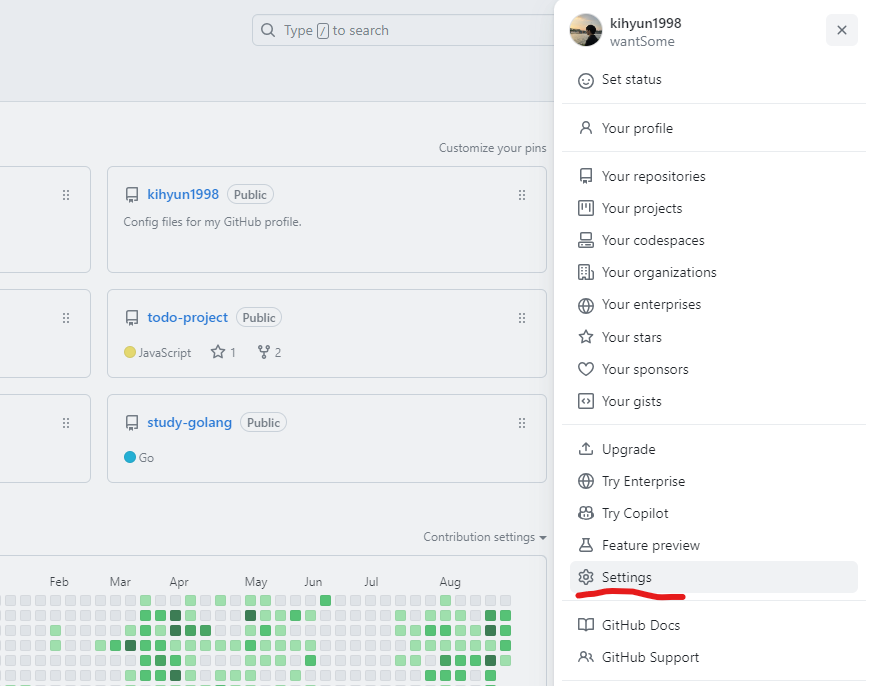 Type / to search
Customize your pins
kihyun1998 Public
Config files for my GitHub profile.
todo-project Public
JavaScript 1 2
study-golang Public
Go
Contribution settings
Feb Mar Apr May Jun Jul Aug
kihyun1998
wantSome
Set status
Your profile
Your repositories
Your projects
Your codespaces
Your organizations
Your enterprises
Your stars
Your sponsors
Your gists
Upgrade
Try Enterprise
Try Copilot
Feature preview
Settings
GitHub Docs
GitHub Support